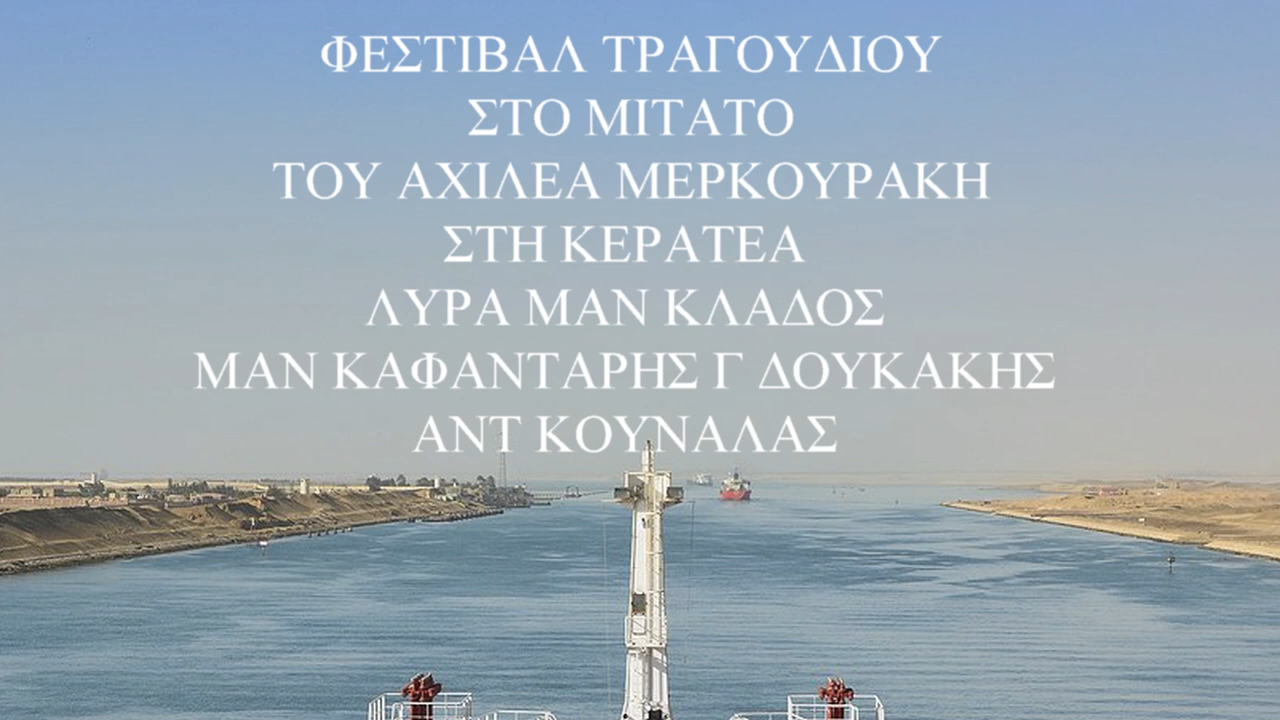 ΦΕΣΤΙΒΑΛ ΤΡΑΓΟΥΔΙΟΥ
ΣΤΟ ΜΙΤΑΤΟ
ΤΟΥ ΑΧΙΛΕΑ ΜΕΡΚΟΥΡΑΚΗ
ΣΤΗ ΚΕΡΑΤΕΑ
ΛΥΡΑ ΜΑΝ ΚΛΑΔΟΣ
ΜΑΝ ΚΑΦΑΝΤΑΡΗΣ Γ ΔΟΥΚΑΚΗΣ
ΑΝΤ ΚΟΥΝΑΛΑΣ